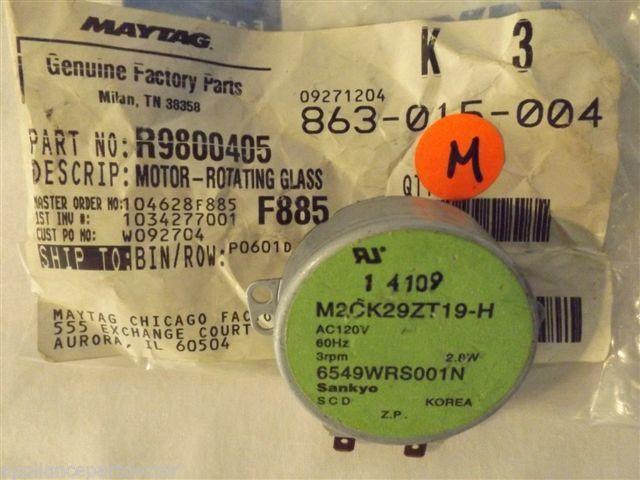 MAYTAG
Genuine Factory Parts
Milan, TN 38358
K 3
09271204
863-015-004
PART NO: R9800405
DESCRIP: MOTOR-ROTATING GLASS
MASTER ORDER NO: 104628F885
F885
1ST INV #: 1034277001
CUST PO NO: W092704
SHIP TO: BIN/ROW: P0601D
MAYTAG CHICAGO
555 EXCHANGE COURT
AURORA, IL 60504
M
1 4109
M2CK29ZT19-H
AC120V
60Hz
3rpm 2.8W
6549WRS001N
Sankyo
SCD KOREA
Z.P.